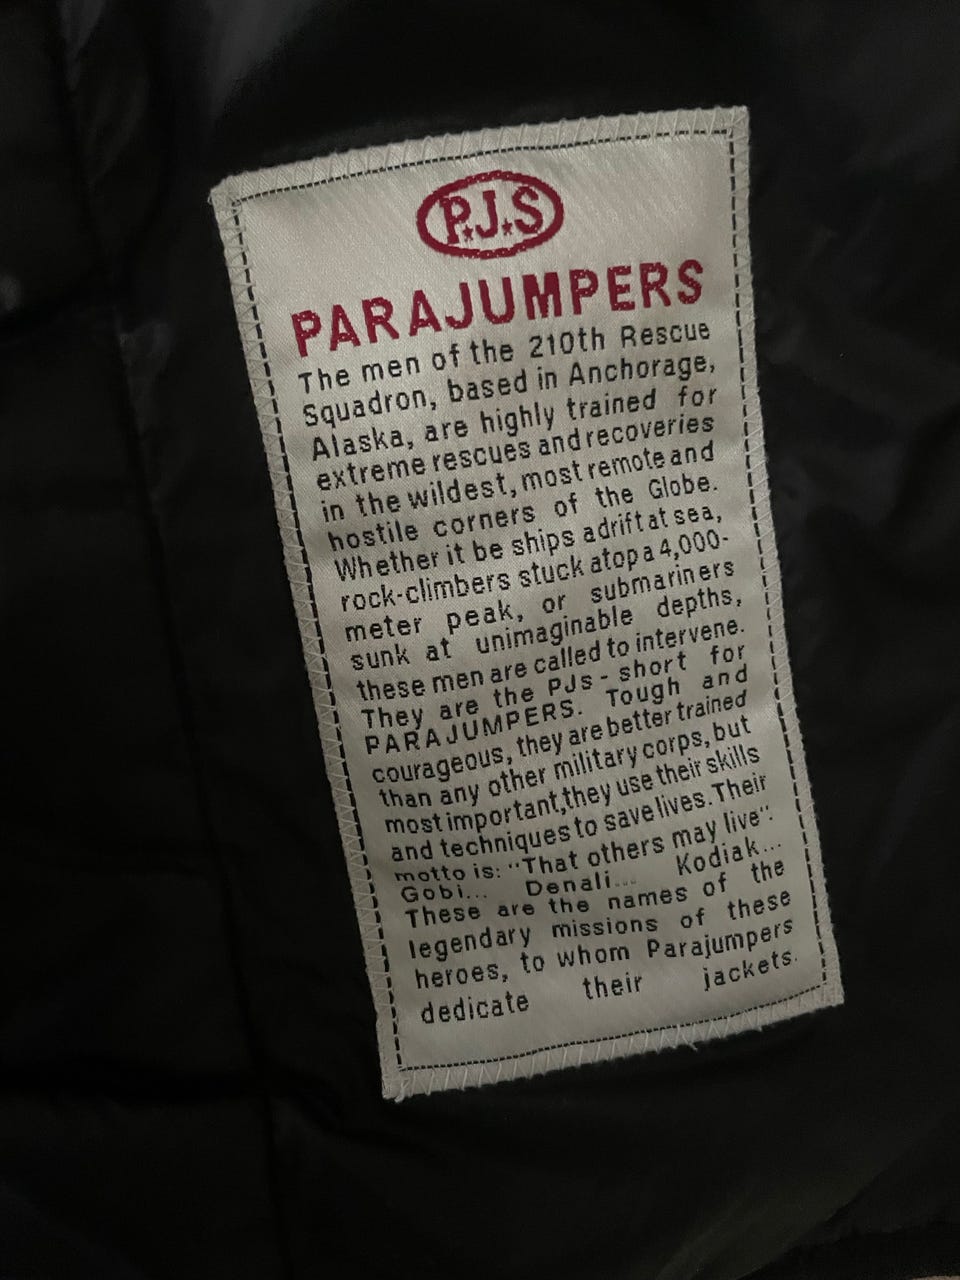 P.J.S
PARAJUMPERS
The men of the 210th Rescue
Squadron, based in Anchorage,
Alaska, are highly trained for
extreme rescues and recoveries
in the wildest, most remote and
hostile corners of the Globe.
Whether it be ships adrift at sea,
rock-climbers stuck atop a 4,000-
meter peak, or submariners
sunk at unimaginable depths,
these men are called to intervene.
They are the PJs - short for
PARAJUMPERS. Tough and
courageous, they are better trained
than any other military corps, but
most important,they use their skills
and techniques to save lives. Their
motto is: "That others may live".
Gobi... Denali... Kodiak...
These are the names of the
legendary missions of these
heroes, to whom Parajumpers
dedicate their jackets.